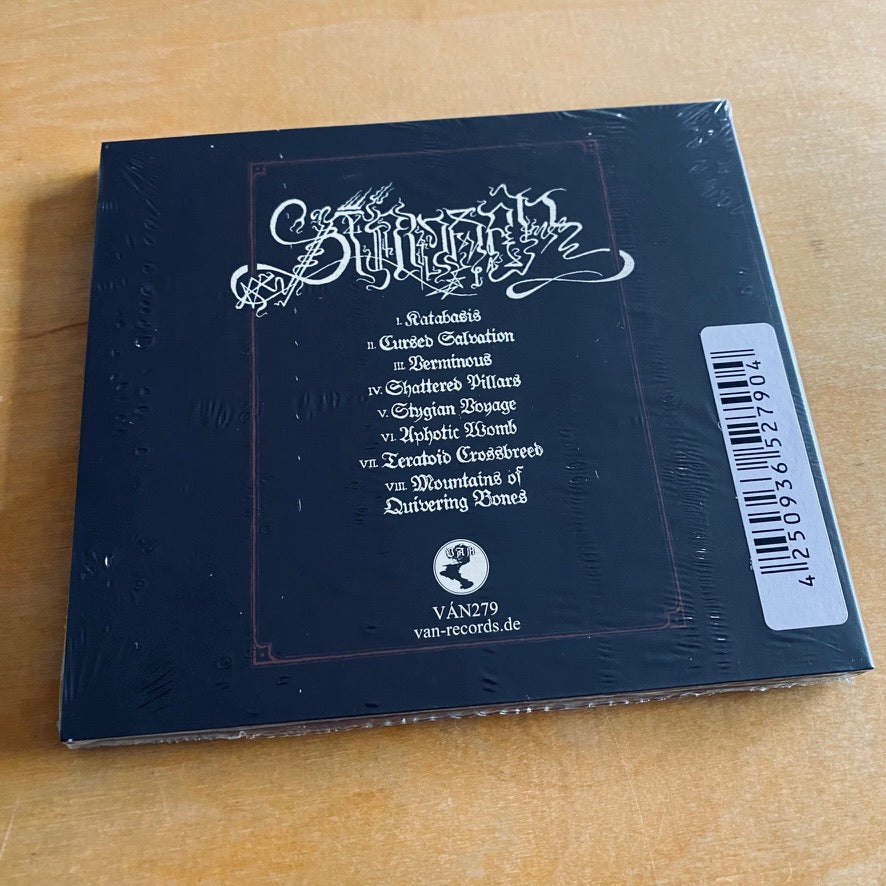 I. Katabasis
II. Cursed Salvation
III. Verminous
IV. Shattered Pillars
V. Stygian Voyage
VI. Aphotic Womb
VII. Teratoid Crossbreed
VIII. Mountains of
Quivering Bones
VÁN
VÁN279
van-records.de
4 250936 527904